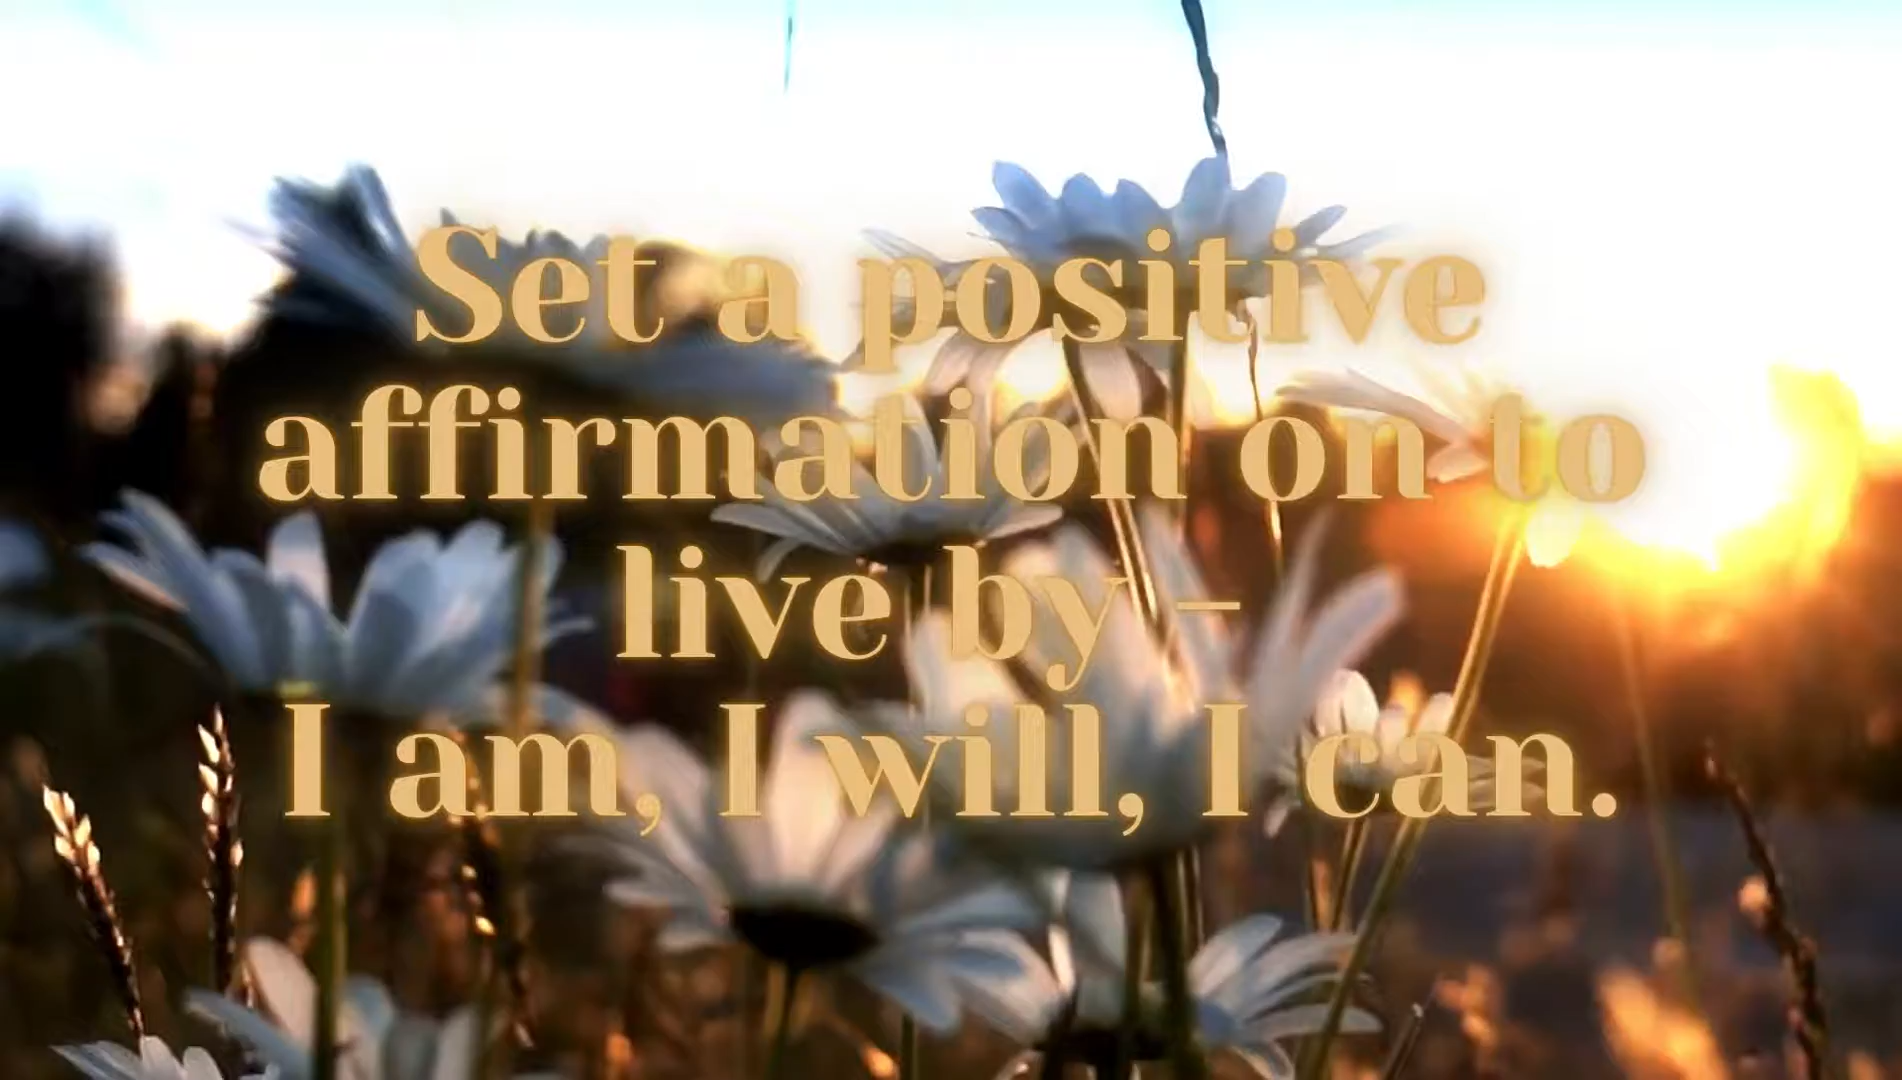 Set a positive
affirmation on to
live by –
I am, I will, I can.